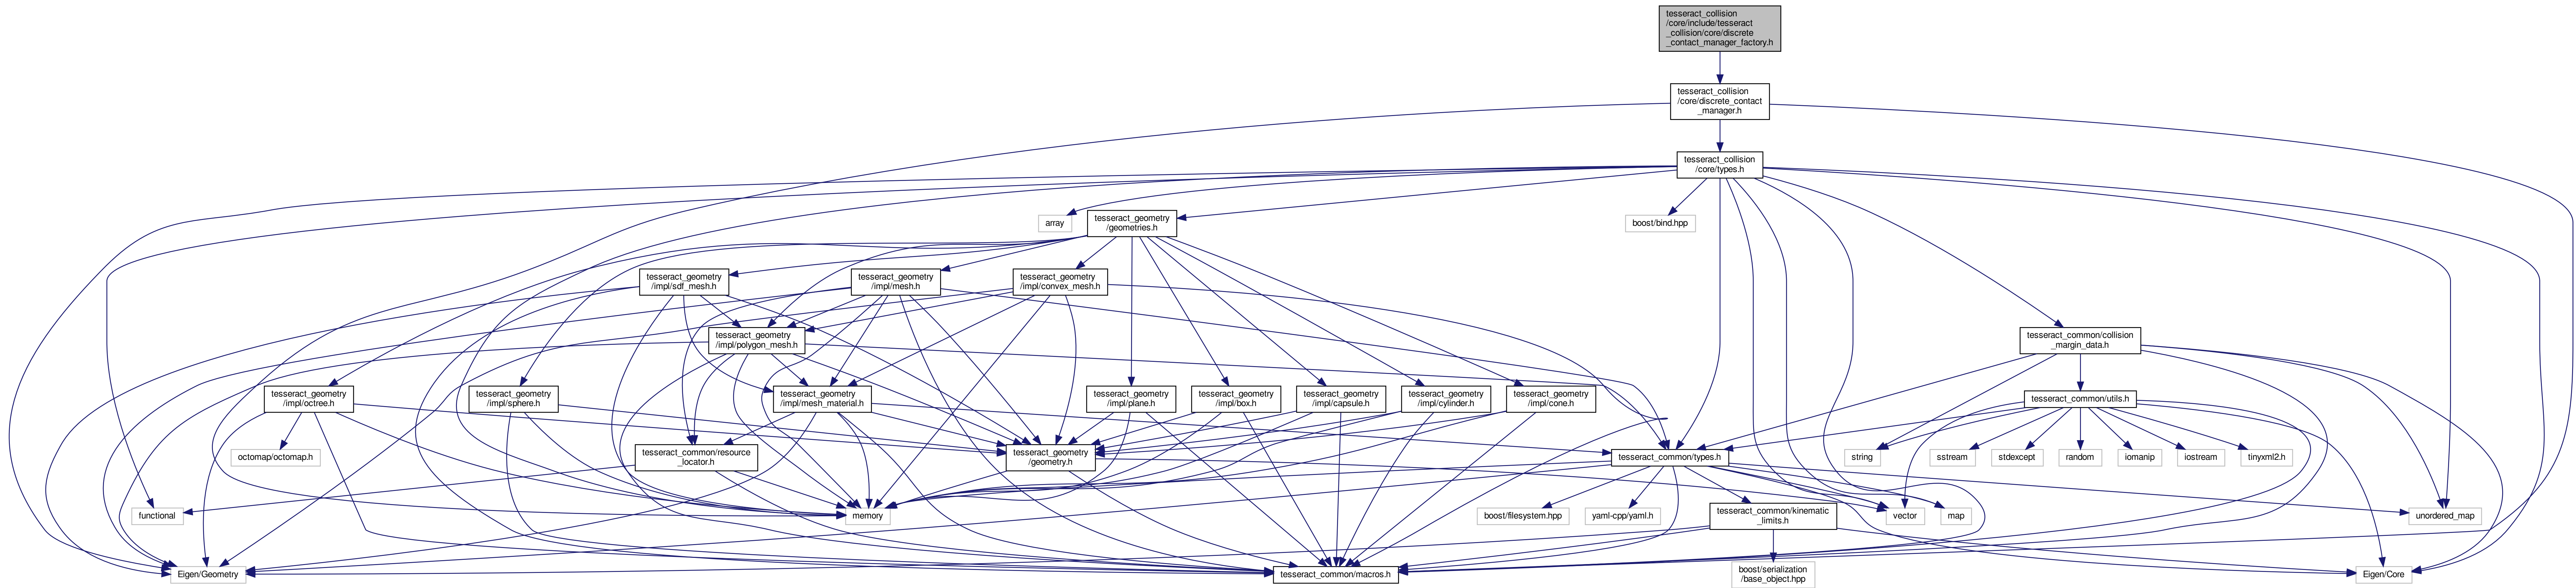 tesseract_collision
/core/include/tesseract
_collision/core/discrete
_contact_manager_factory.h
tesseract_collision
/core/discrete_contact
_manager.h
tesseract_collision
/core/types.h
array
tesseract_geometry
/geometries.h
boost/bind.hpp
tesseract_geometry
/impl/sdf_mesh.h
tesseract_geometry
/impl/mesh.h
tesseract_geometry
/impl/convex_mesh.h
tesseract_geometry
/impl/polygon_mesh.h
tesseract_common/collision
_margin_data.h
tesseract_geometry
/impl/octree.h
tesseract_geometry
/impl/sphere.h
tesseract_geometry
/impl/mesh_material.h
tesseract_geometry
/impl/plane.h
tesseract_geometry
/impl/box.h
tesseract_geometry
/impl/capsule.h
tesseract_geometry
/impl/cylinder.h
tesseract_geometry
/impl/cone.h
tesseract_common/utils.h
octomap/octomap.h
tesseract_common/resource
_locator.h
tesseract_geometry
/geometry.h
tesseract_common/types.h
string
sstream
stdexcept
random
iomanip
iostream
tinyxml2.h
functional
memory
boost/filesystem.hpp
yaml-cpp/yaml.h
tesseract_common/kinematic
_limits.h
vector
map
unordered_map
Eigen/Geometry
tesseract_common/macros.h
boost/serialization
/base_object.hpp
Eigen/Core